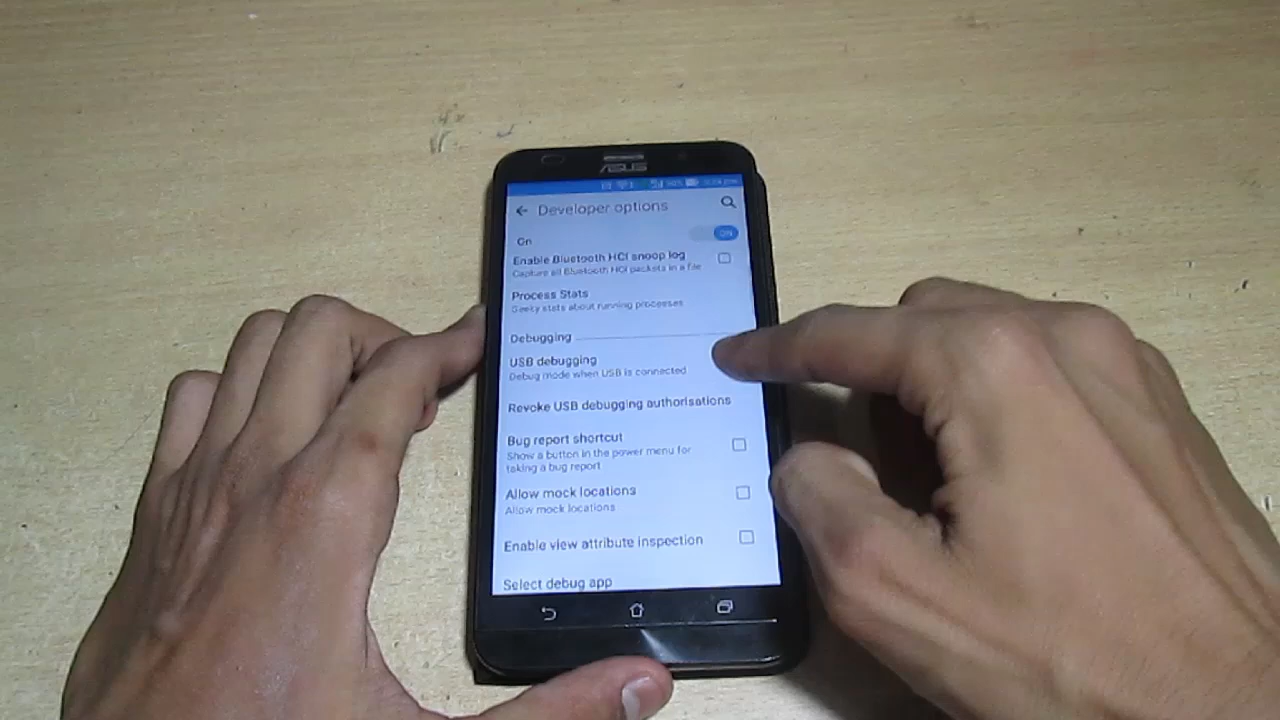 ASUS
Developer options
On
ON
Enable Bluetooth HCI snoop log
Capture all Bluetooth HCI packets in a file
Process Stats
Geeky stats about running processes
Debugging
USB debugging
Debug mode when USB is connected
Revoke USB debugging authorisations
Bug report shortcut
Show a button in the power menu for
taking a bug report
Allow mock locations
Allow mock locations
Enable view attribute inspection
Select debug app